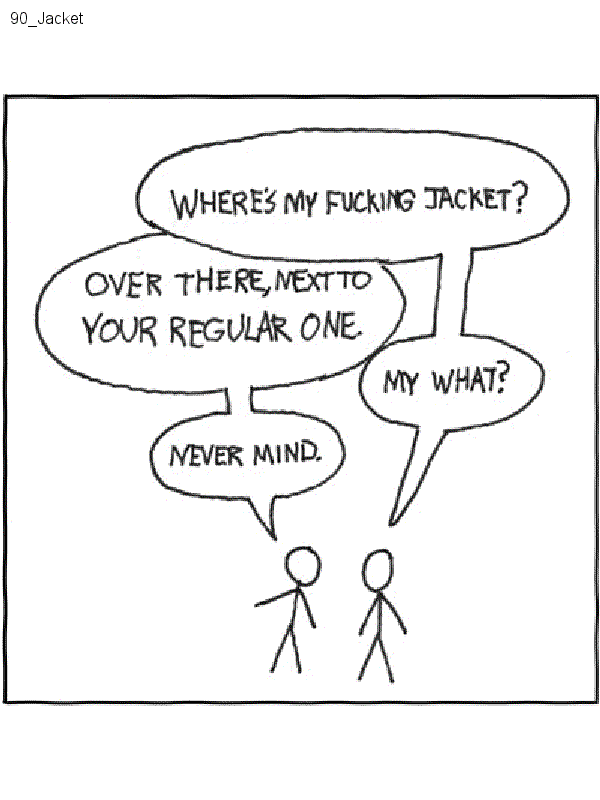 90_Jacket
WHERE'S MY FUCKING JACKET?
OVER THERE, NEXT TO
YOUR REGULAR ONE.
MY WHAT?
NEVER MIND.